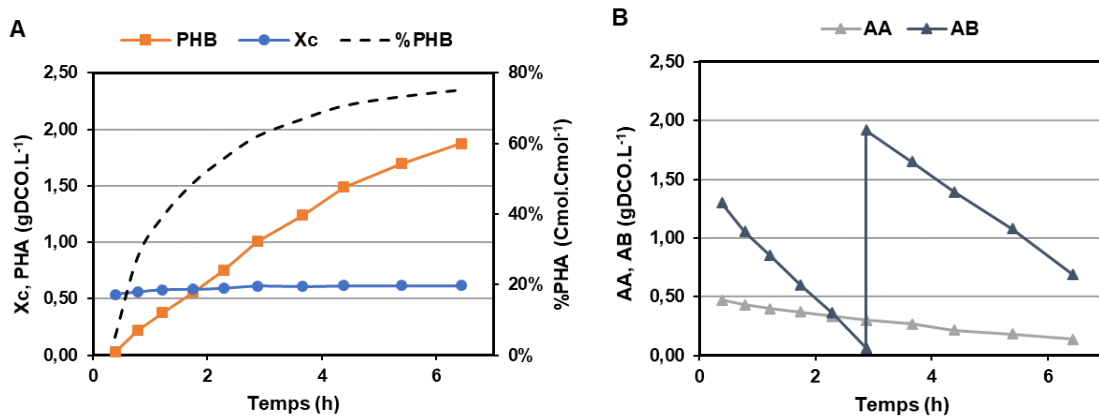 A
PHB Xc %PHB
2,50
2,00
1,50
1,00
0,50
0,00
Xc, PHA (gDCO.L-1)
80%
60%
40%
20%
0%
%PHA (Cmol.Cmol-1)
0 2 4 6
Temps (h)
B
AA AB
2,50
2,00
1,50
1,00
0,50
0,00
AA, AB (gDCO.L-1)
0 2 4 6
Temps (h)